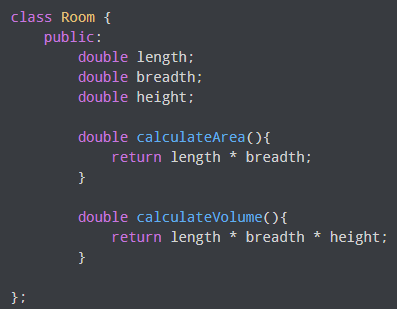 class Room {
    public:
        double length;
        double breadth;
        double height;

        double calculateArea(){
            return length * breadth;
        }

        double calculateVolume(){
            return length * breadth * height;
        }

};